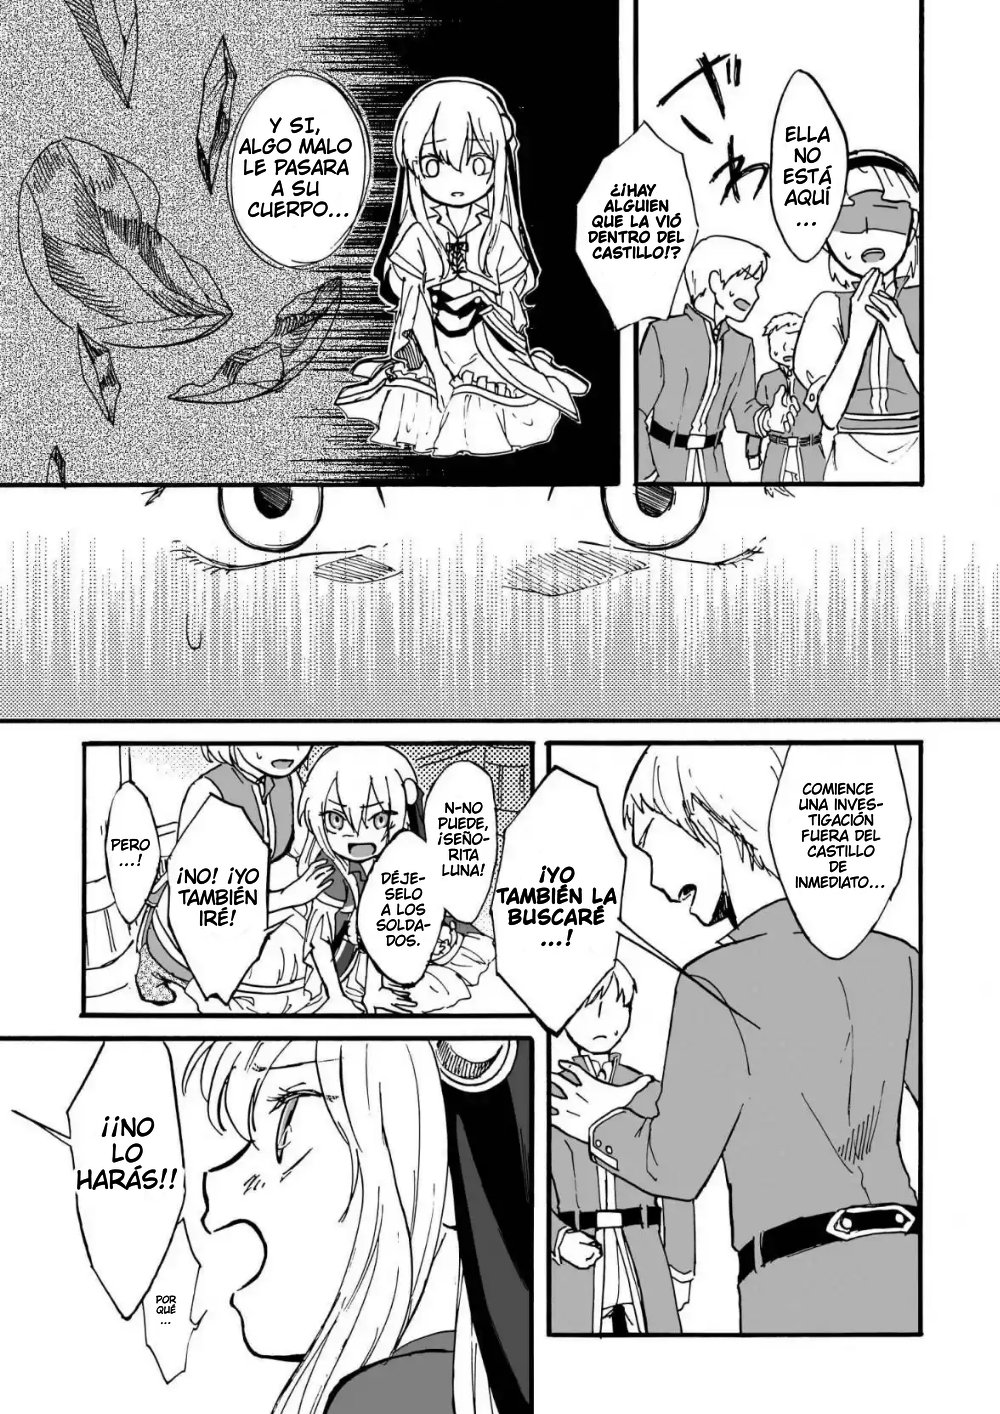 ELLA
NO
ESTÁ
AQUÍ
...
¿¡HAY
ALGUIEN
QUE LA VIÓ
DENTRO DEL
CASTILLO!?
ざわ
Y SI,
ALGO MALO
LE PASARA
A SU
CUERPO...
COMIENCE
UNA INVES-
TIGACIÓN
FUERA DEL
CASTILLO
DE
INMEDIATO...
¡YO
TAMBIÉN LA
BUSCARÉ
...!
N-NO
PUEDE,
¡SEÑO-
RITA
LUNA!
DÉJE-
SELO
A LOS
SOLDA-
DOS.
¡NO! ¡YO
TAMBIÉN
IRÉ!
PERO
...!
¡¡NO
LO
HARÁS!!
POR
QUÉ
...